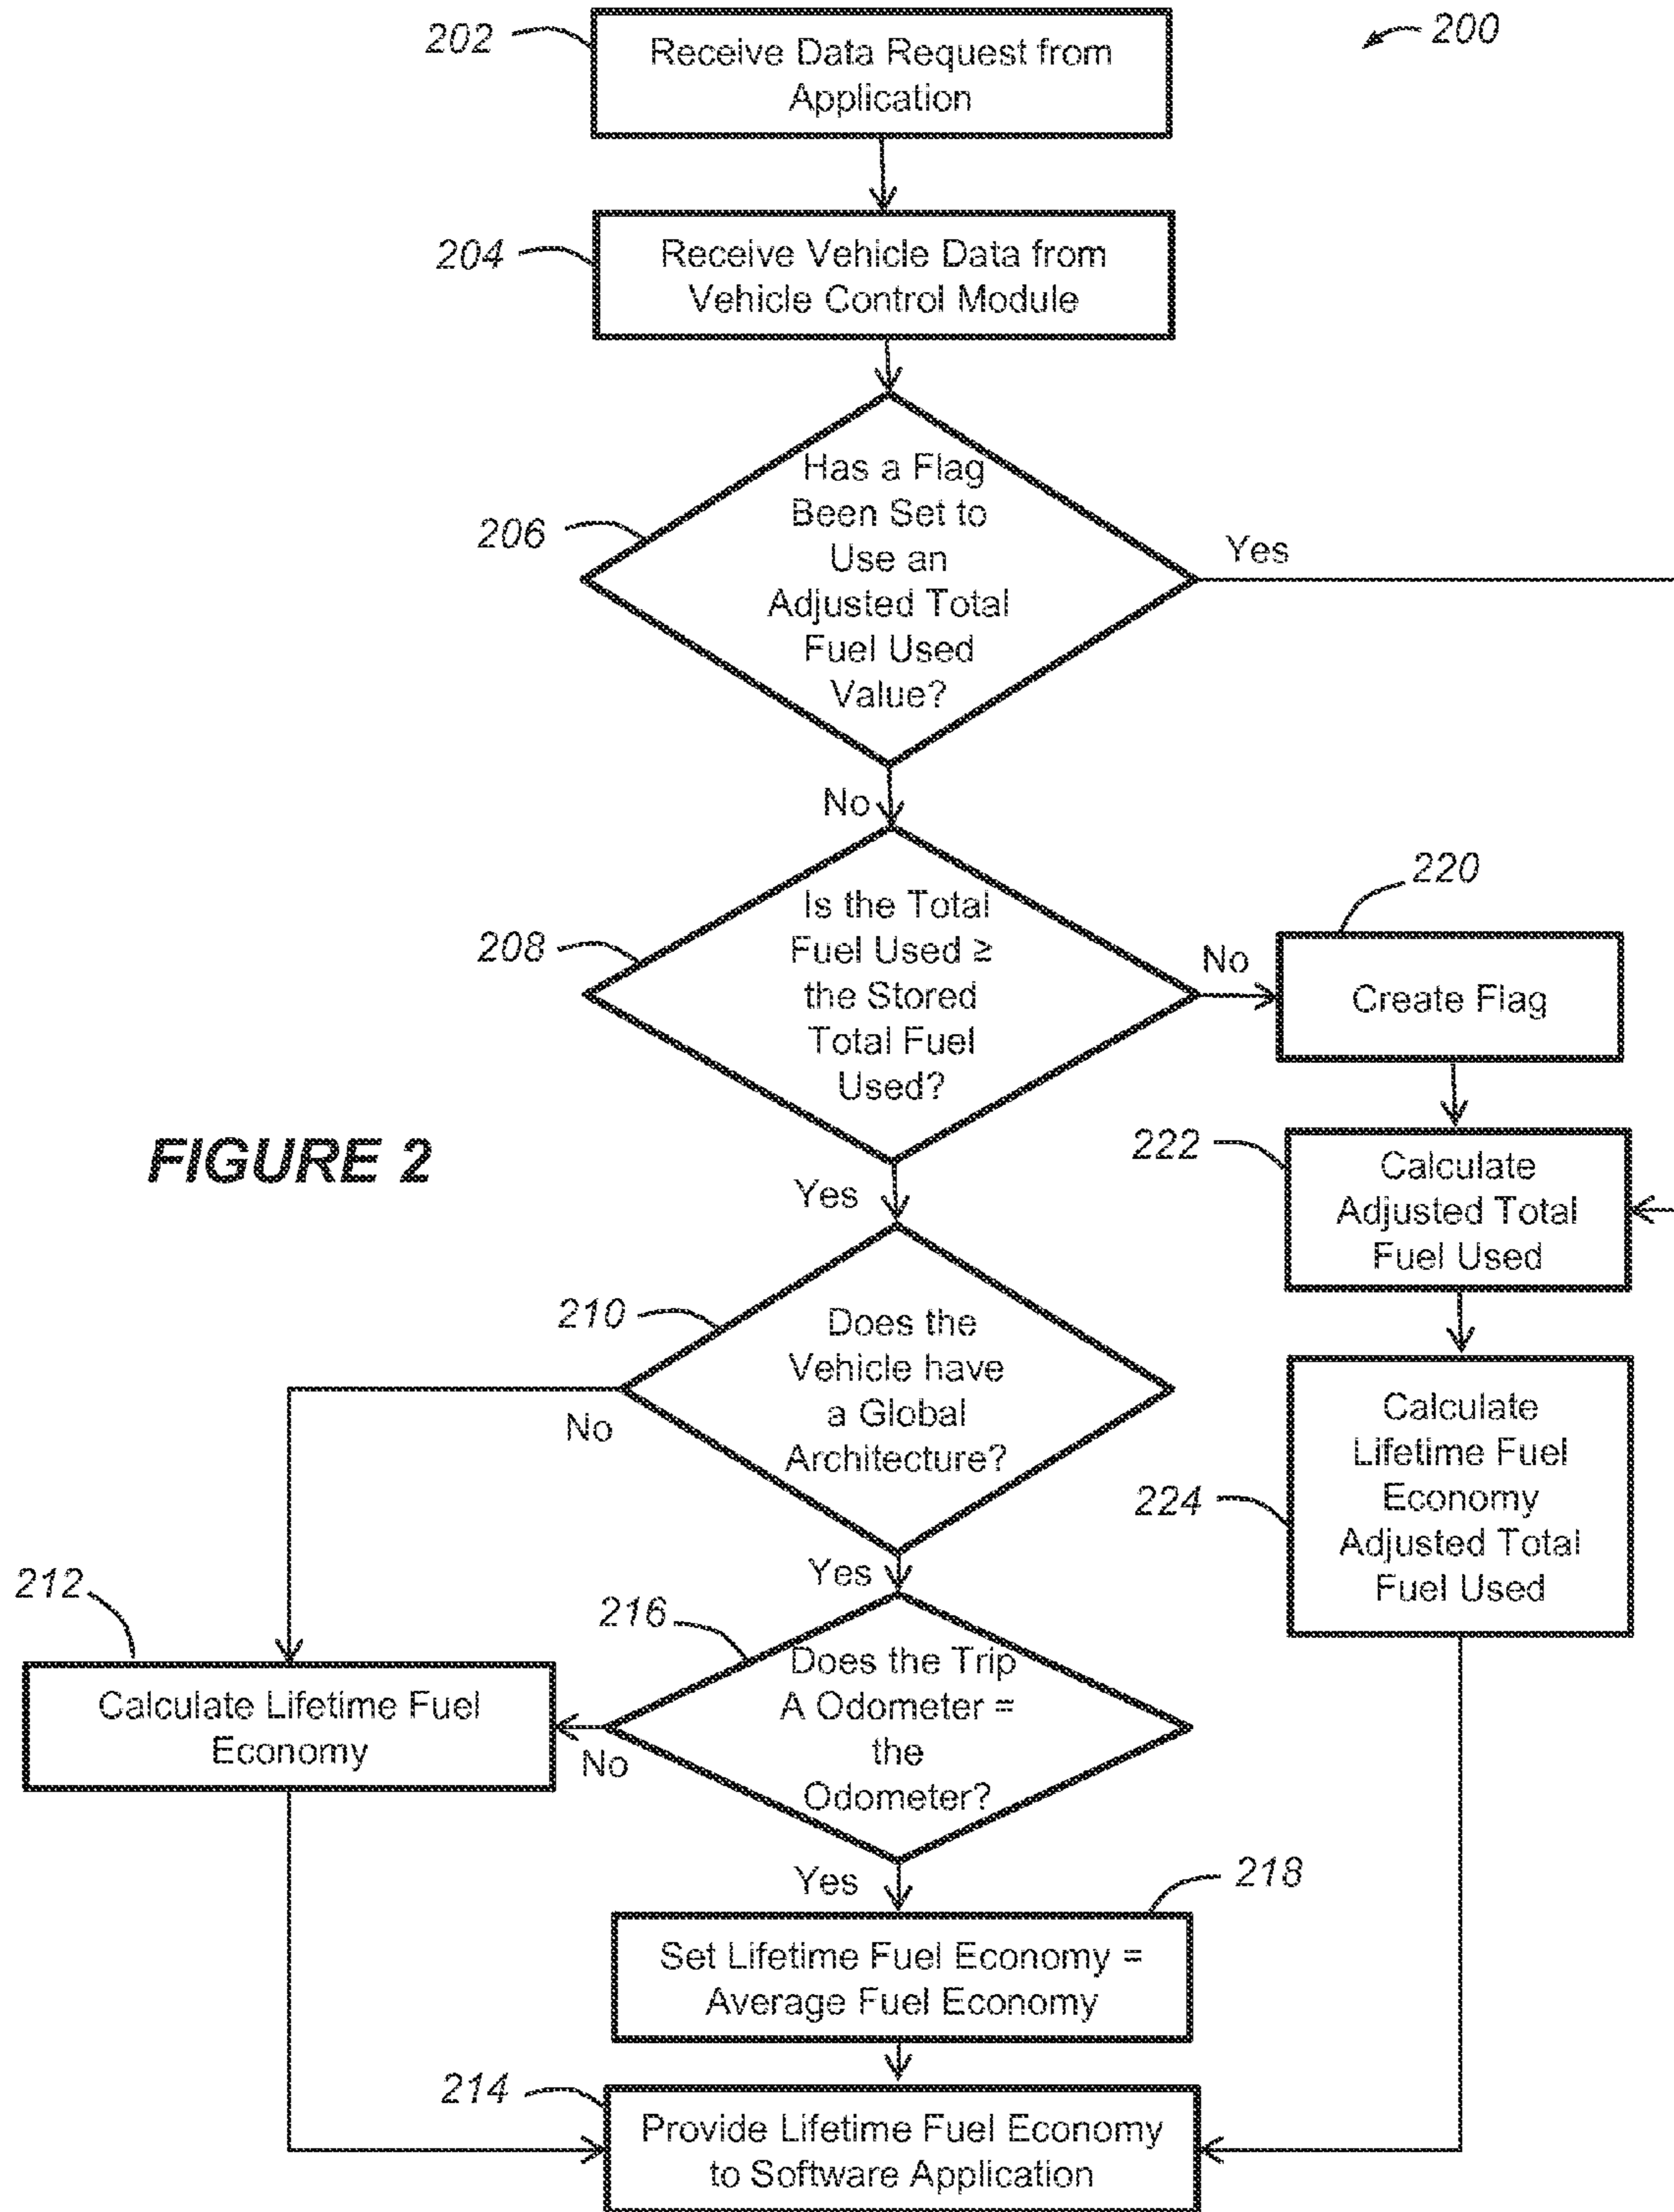 202
Receive Data Request from
Application
200
204
Receive Vehicle Data from
Vehicle Control Module
206
Has a Flag
Been Set to
Use an
Adjusted Total
Fuel Used
Value?
Yes
No
208
Is the Total
Fuel Used ≥
the Stored
Total Fuel
Used?
No
220
Create Flag
FIGURE 2
Yes
222
Calculate
Adjusted Total
Fuel Used
210
Does the
Vehicle have
a Global
Architecture?
No
Yes
224
Calculate
Lifetime Fuel
Economy
Adjusted Total
Fuel Used
212
Calculate Lifetime Fuel
Economy
216
Does the Trip
A Odometer =
the
Odometer?
No
Yes
218
Set Lifetime Fuel Economy =
Average Fuel Economy
214
Provide Lifetime Fuel Economy
to Software Application